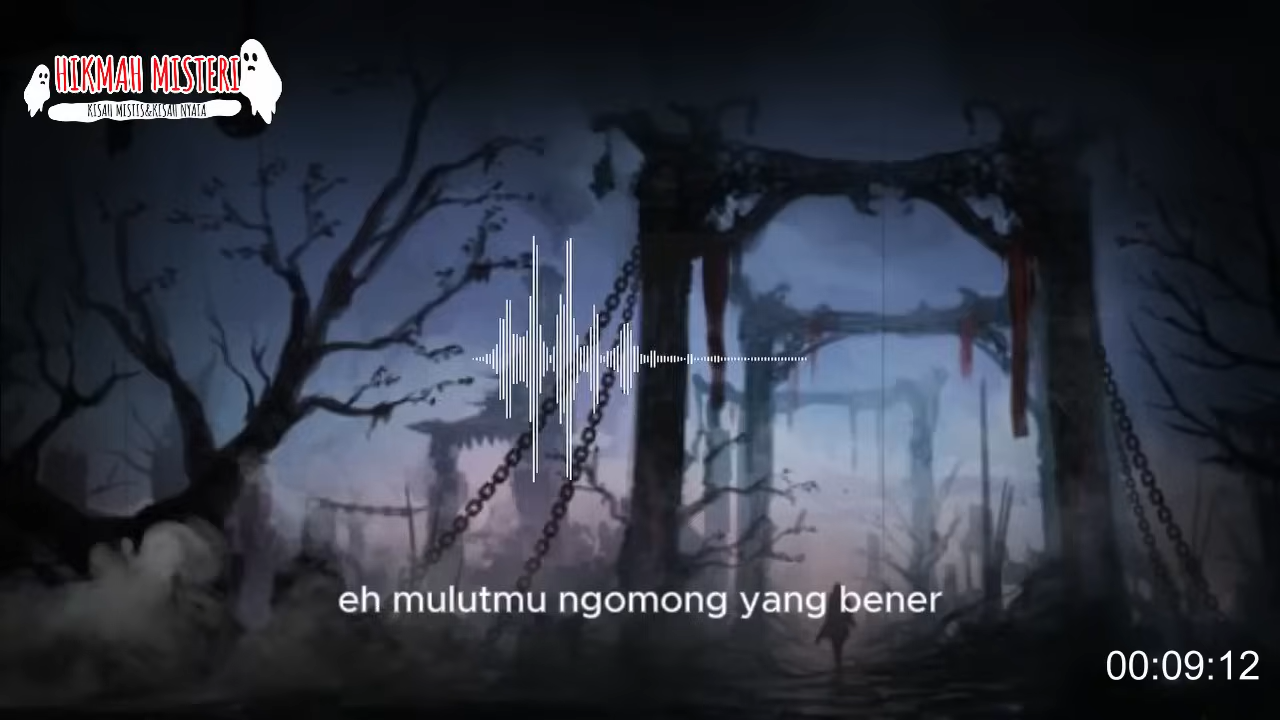 HIKMAH MISTERI
KISAH MISTIS&KISAH NYATA
eh mulutmu ngomong yang bener
00:09:12